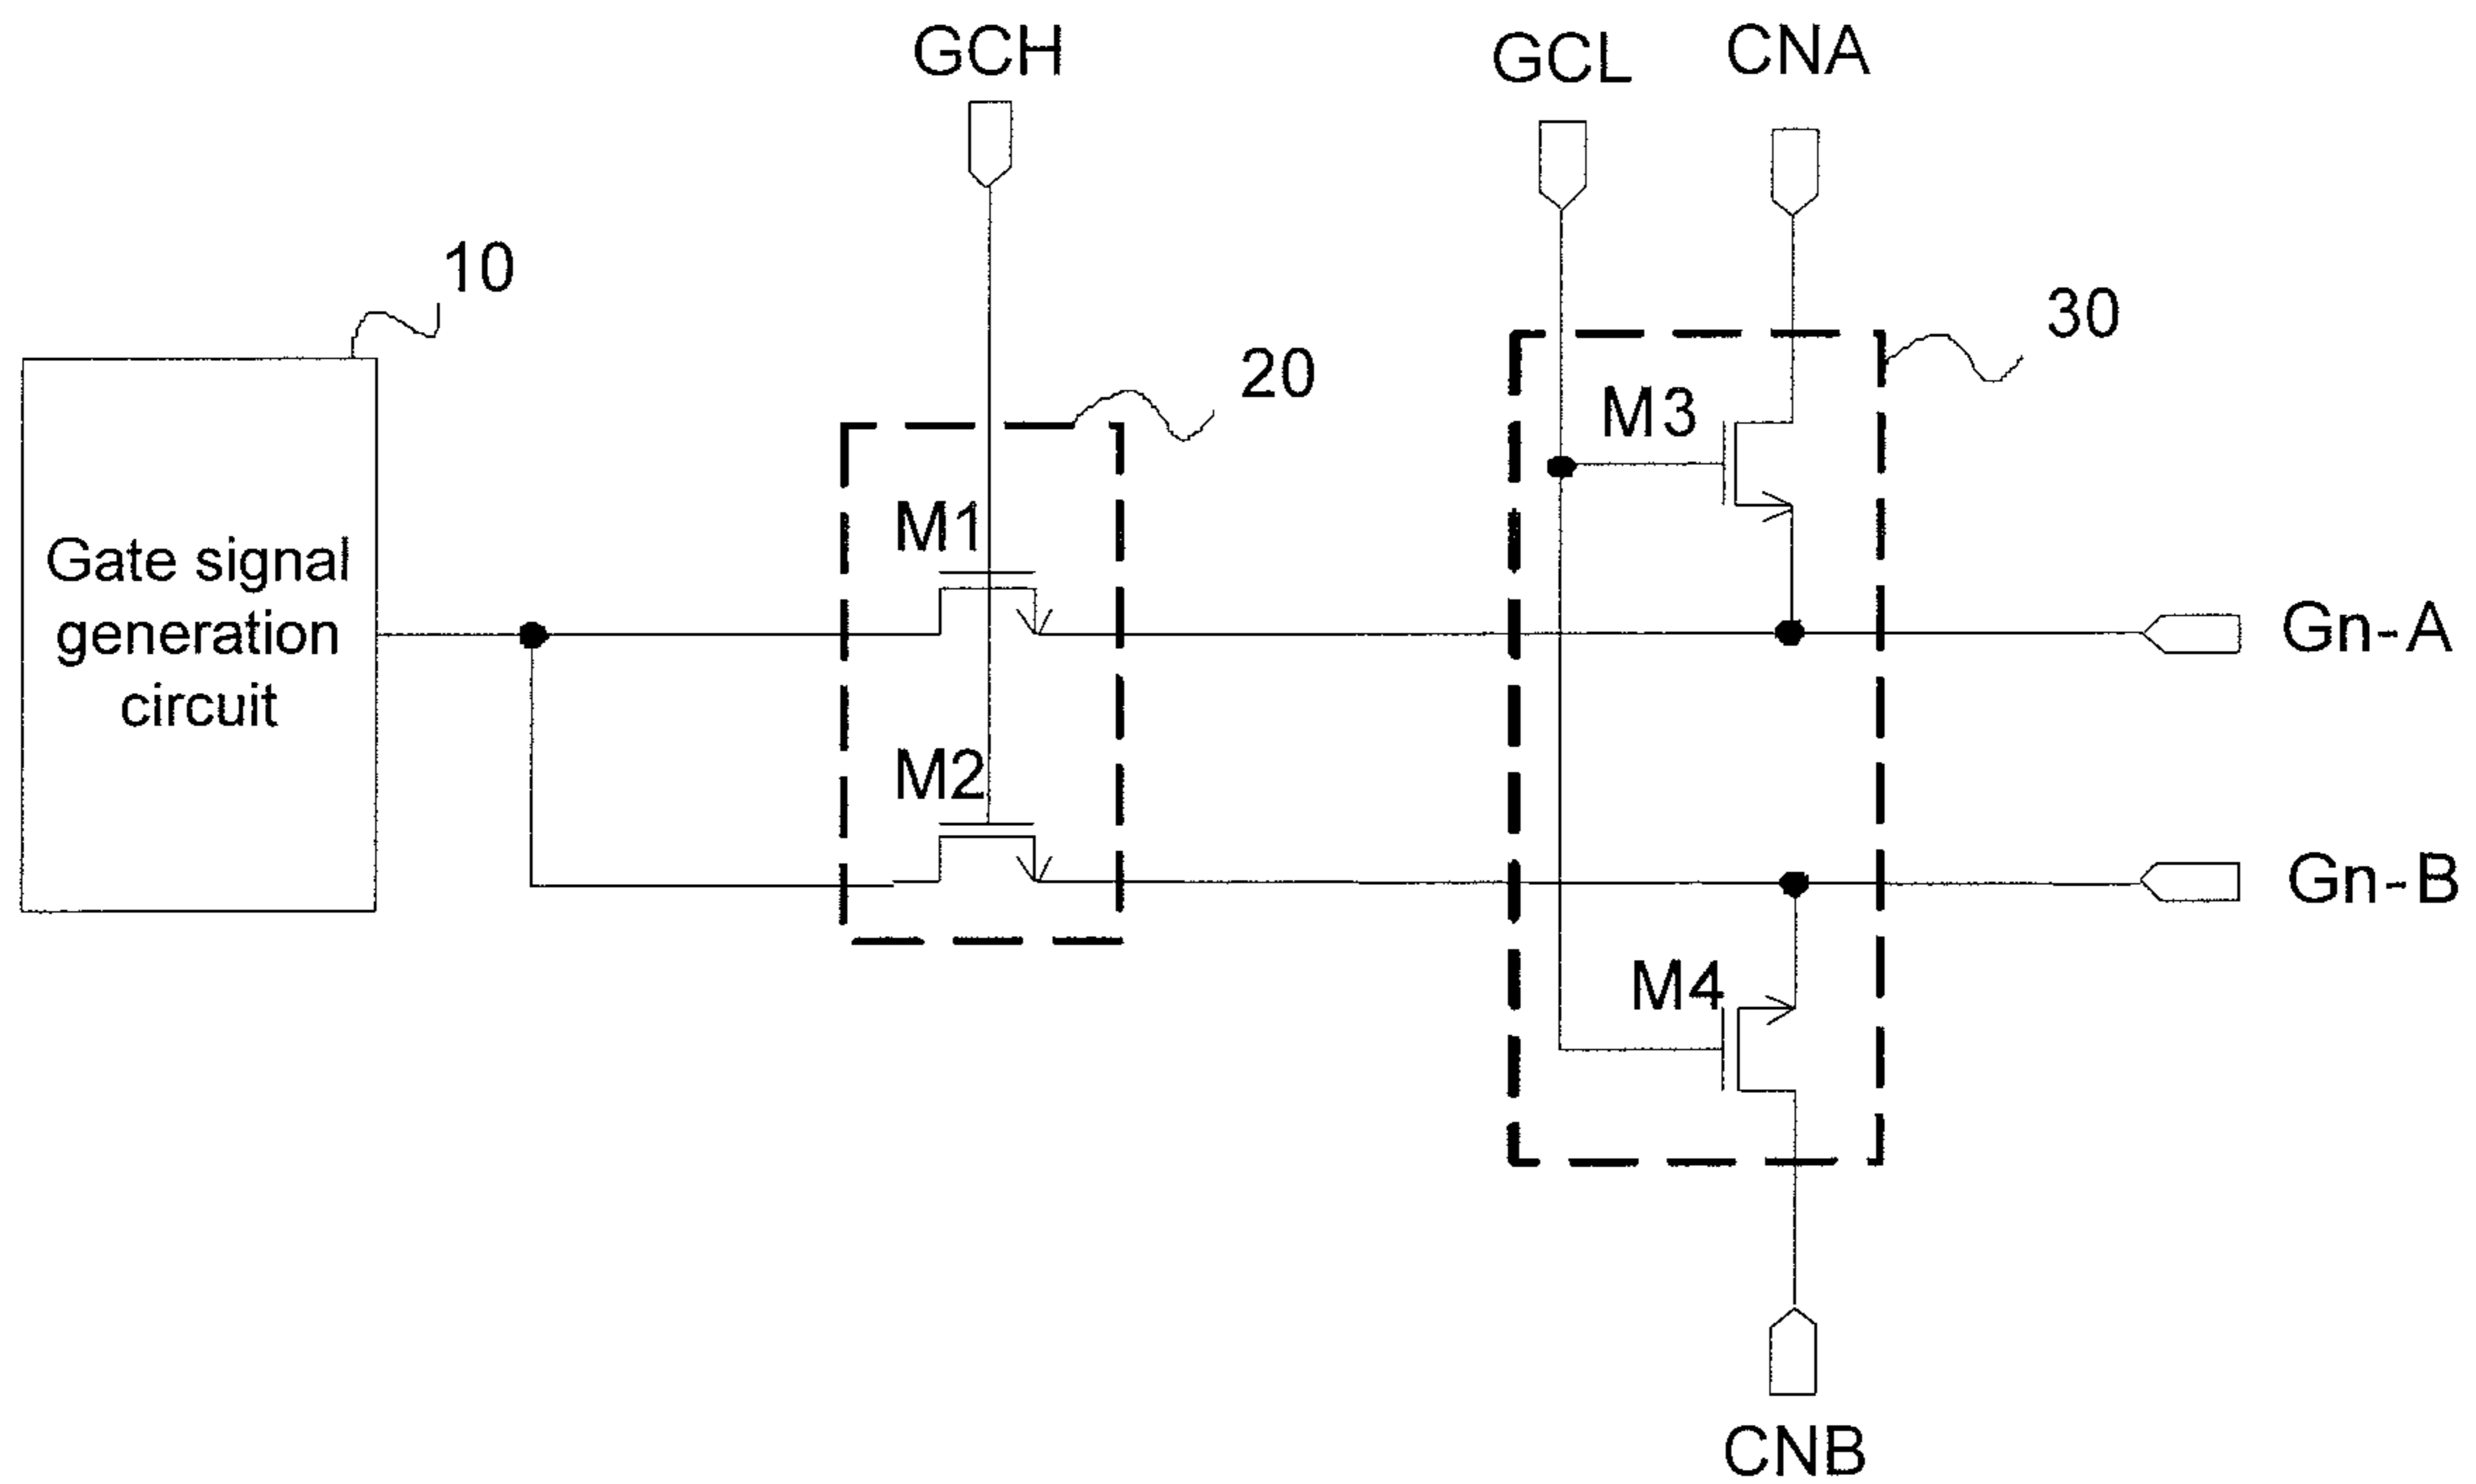 GCH
GCL
CNA
10
20
30
M3
M1
Gate signal
generation
circuit
Gn-A
M2
Gn-B
M4
CNB